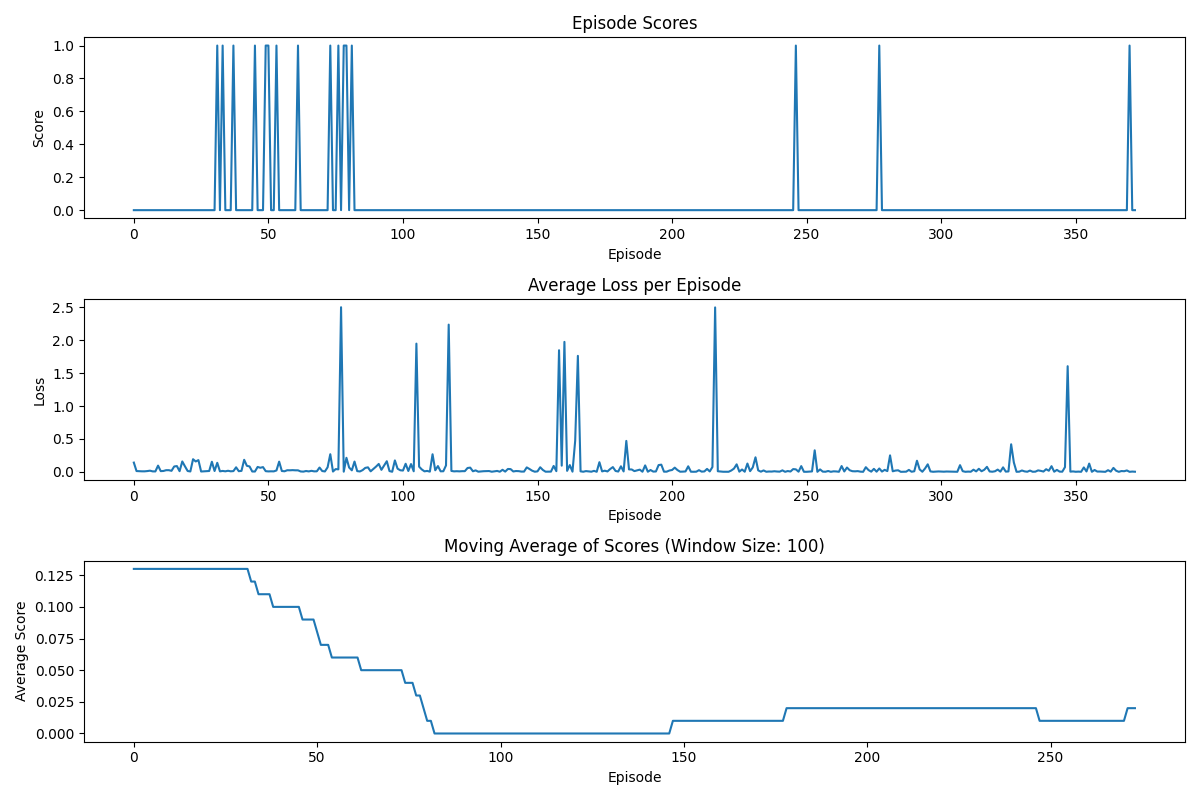 Episode Scores
1.0
0.8
0.6
0.4
0.2
0.0
Score
0 50 100 150 200 250 300 350
Episode
Average Loss per Episode
2.5
2.0
1.5
1.0
0.5
0.0
Loss
0 50 100 150 200 250 300 350
Episode
Moving Average of Scores (Window Size: 100)
0.125
0.100
0.075
0.050
0.025
0.000
Average Score
0 50 100 150 200 250
Episode